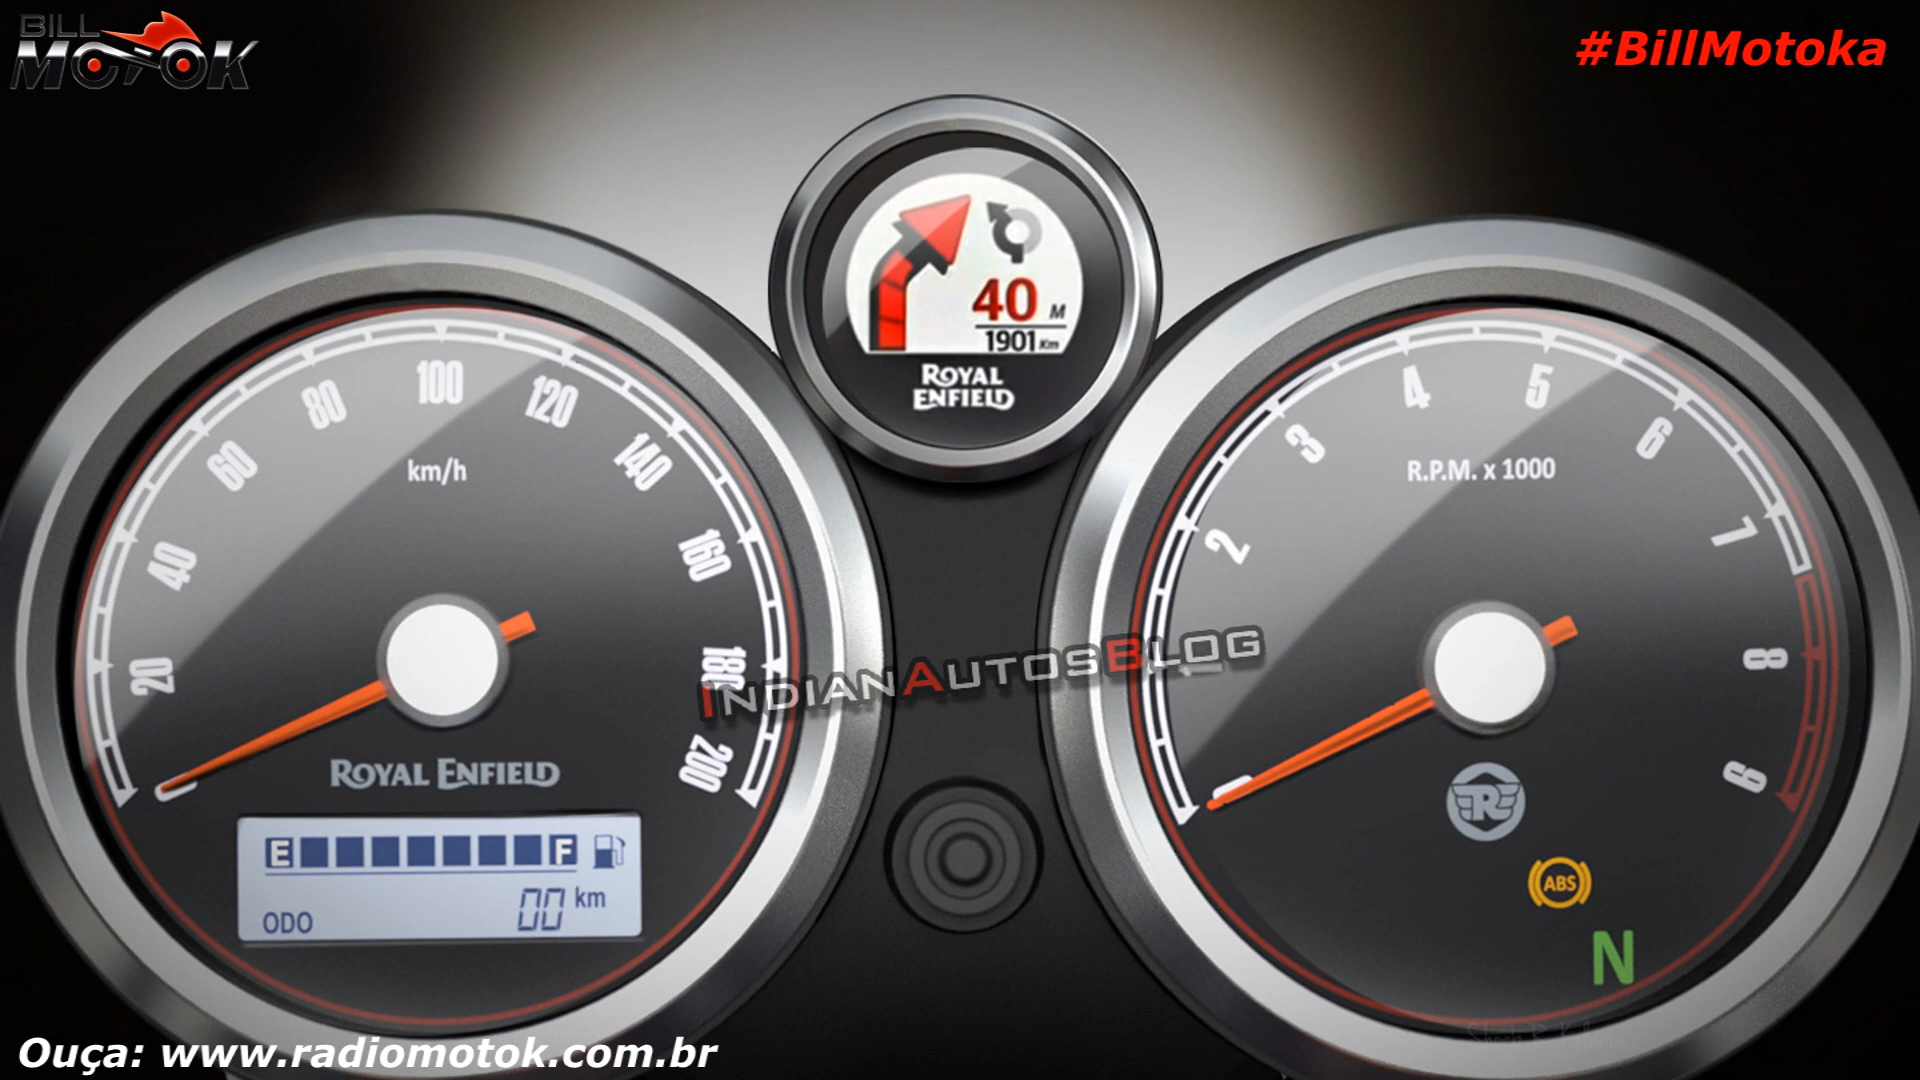 BILL
MOTOK
#BillMotoka
40 M
1901 Km
ROYAL
ENFIELD
0
20
40
60
80
100
120
140
160
180
200
km/h
ROYAL ENFIELD
E F
ODO 00 km
INDIANAUTOSBLOG
1
2
3
4
5
6
7
8
9
R.P.M. x 1000
R
ABS
N
Ouça: www.radiomotok.com.br